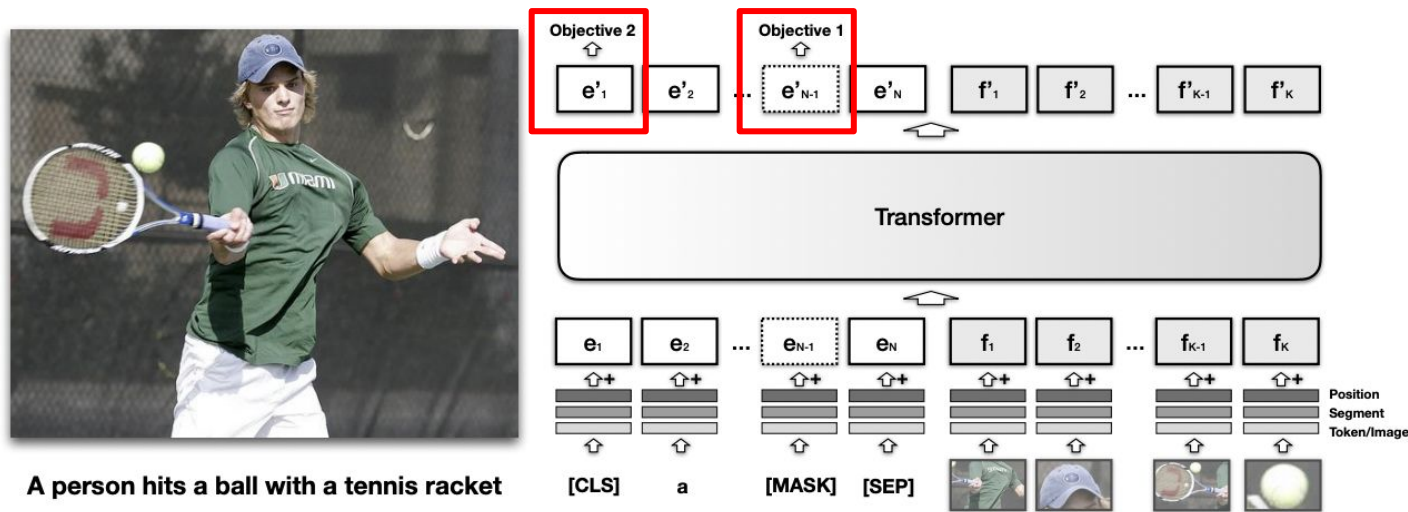 Objective 2 Objective 1
e'1 e'2 ... e'N-1 e'N f'1 f'2 ... f'K-1 f'K
Transformer
e1 e2 ... eN-1 eN f1 f2 ... fK-1 fK
+ + + + + + + +
Position
Segment
Token/Image
[CLS] a [MASK] [SEP]
MIAMI
A person hits a ball with a tennis racket